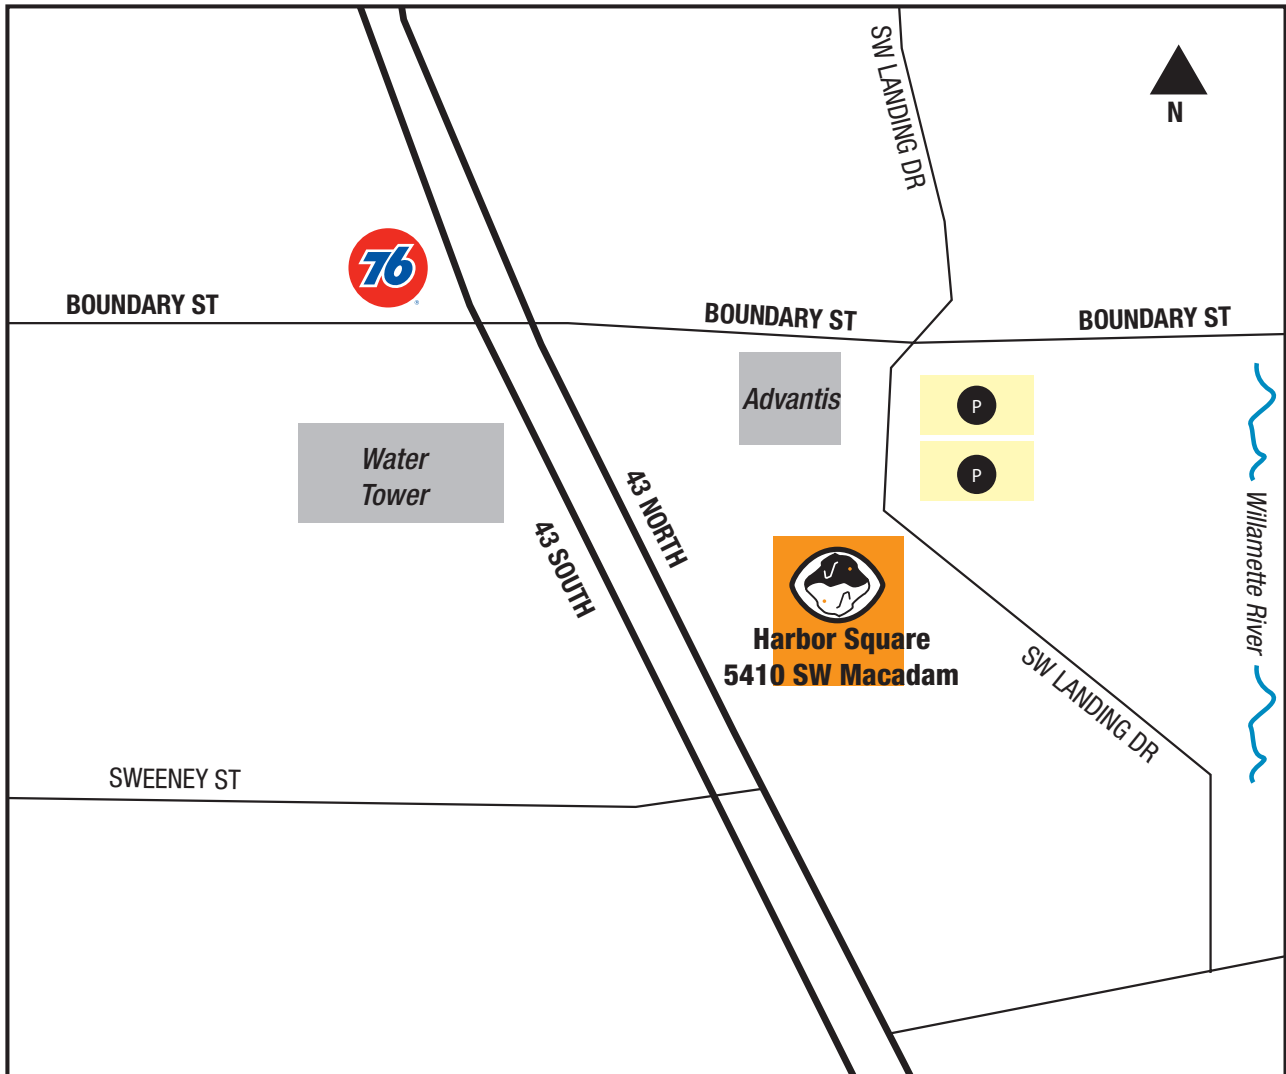 SW LANDING DR
N
76
BOUNDARY ST
BOUNDARY ST
BOUNDARY ST
Advantis
P
Water
Tower
P
43 NORTH
43 SOUTH
Willamette River
Harbor Square
5410 SW Macadam
SW LANDING DR
SWEENEY ST